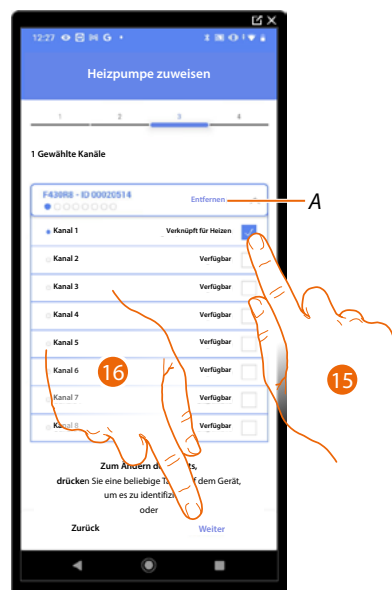 12:27 G
Heizpumpe zuweisen
1 2 3 4
1 Gewählte Kanäle
F430R8 - ID 00020514
Entfernen
A
Kanal 1 Verknüpft für Heizen
Kanal 2 Verfügbar
Kanal 3 Verfügbar
Kanal 4 Verfügbar
Kanal 5 Verfügbar
Kanal 6 Verfügbar
16
15
Kanal 7 Verfügbar
Kanal 8 Verfügbar
Zum Ändern
drücken Sie eine beliebige dem Gerät,
um es zu
oder
Zurück Weiter